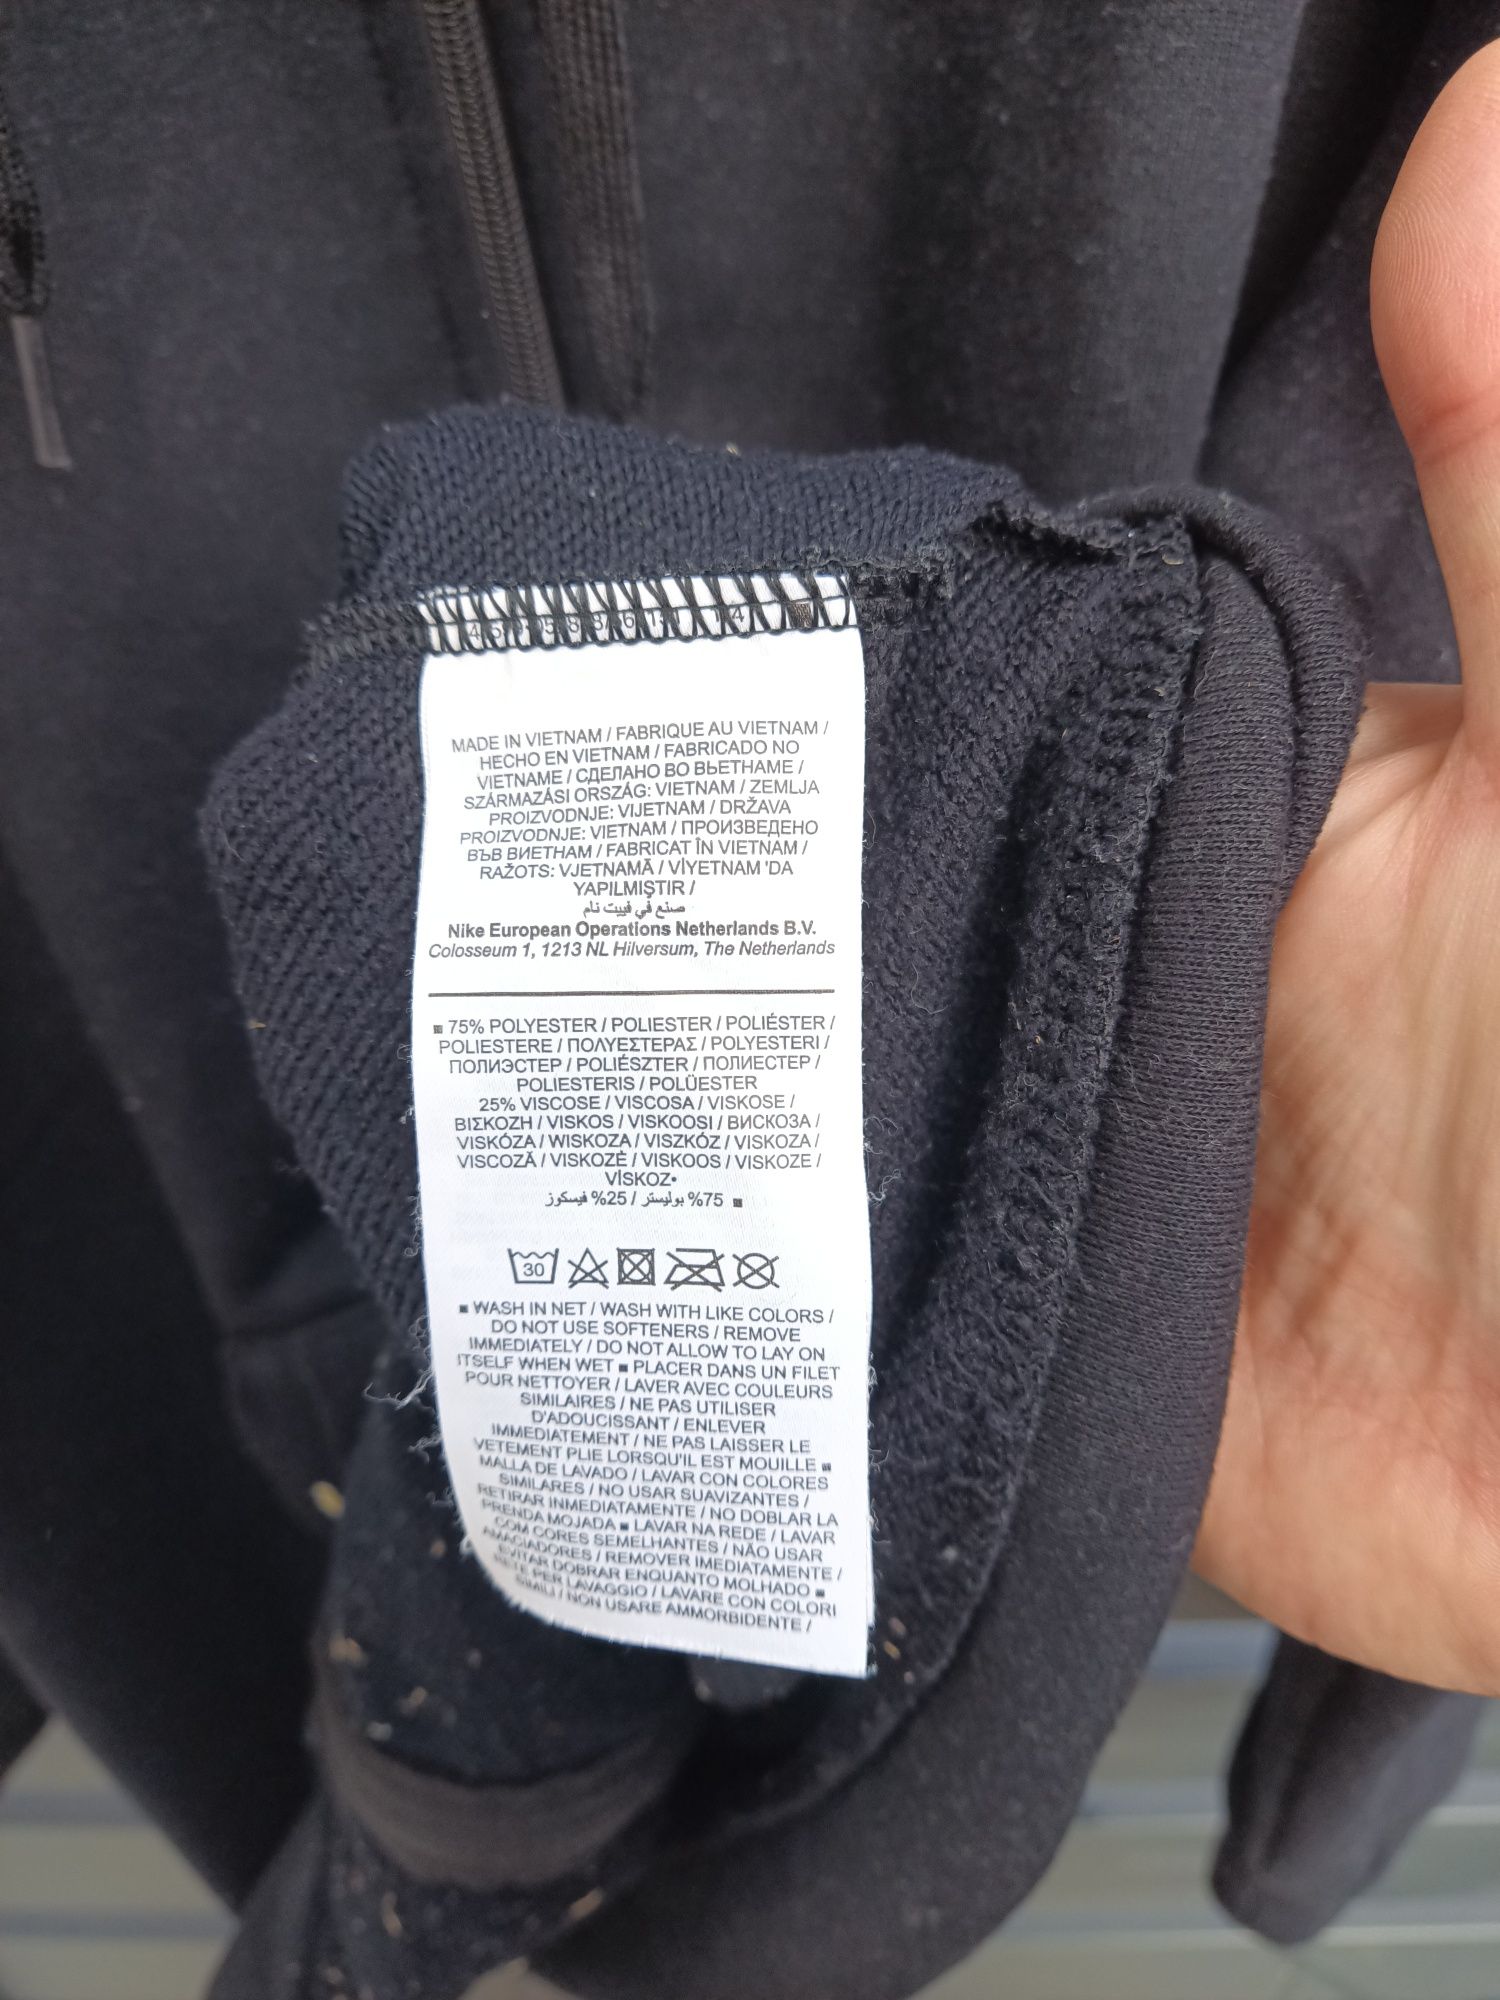 MADE IN VIETNAM / FABRIQUE AU VIETNAM /
HECHO EN VIETNAM / FABRICADO NO
VIETNAME / СДЕЛАНО ВО ВЬЕТНАМЕ /
SZÁRMAZÁSI ORSZÁG: VIETNAM / ZEMLJA
PROIZVODNJE: VIJETNAM / DRŽAVA
PROIZVODNJE: VIETNAM / ПРОИЗВЕДЕНО
ВЪВ ВИЕТНАМ / FABRICAT ÎN VIETNAM /
RAŽOTS: VJETNAMĀ / VİYETNAM 'DA
YAPILMIŞTIR /
صنع في فييت نام
Nike European Operations Netherlands B.V.
Colosseum 1, 1213 NL Hilversum, The Netherlands
75% POLYESTER / POLIESTER / POLIÉSTER /
POLIESTERE / ΠΟΛΥΕΣΤΕΡΑΣ / POLYESTERI /
ПОЛИЭСТЕР / POLIÉSZTER / ПОЛИЕСТЕР /
POLIESTERIS / POLÜESTER
25% VISCOSE / VISCOSA / VISKOSE /
ΒΙΣΚΟΖΗ / VISKOS / VISKOOSI / ВИСКОЗА /
VISKÓZA / WISKOZA / VISZKÓZ / VISKOZA /
VISCOZĂ / VISKOZĖ / VISKOOS / VISKOZE /
VİSKOZ•
75% بوليستر / 25% فيسكوز
30
WASH IN NET / WASH WITH LIKE COLORS /
DO NOT USE SOFTENERS / REMOVE
IMMEDIATELY / DO NOT ALLOW TO LAY ON
ITSELF WHEN WET ■ PLACER DANS UN FILET
POUR NETTOYER / LAVER AVEC COULEURS
SIMILAIRES / NE PAS UTILISER
D'ADOUCISSANT / ENLEVER
IMMEDIATEMENT / NE PAS LAISSER LE
VETEMENT PLIE LORSQU'IL EST MOUILLE ■
MALLA DE LAVADO / LAVAR CON COLORES
SIMILARES / NO USAR SUAVIZANTES /
RETIRAR INMEDIATAMENTE / NO DOBLAR LA
PRENDA MOJADA ■ LAVAR NA REDE / LAVAR
COM CORES SEMELHANTES / NÃO USAR
AMACIADORES / REMOVER IMEDIATAMENTE /
EVITAR DOBRAR ENQUANTO MOLHADO ■
RETE PER LAVAGGIO / LAVARE CON COLORI
SIMILI / NON USARE AMMORBIDENTE /